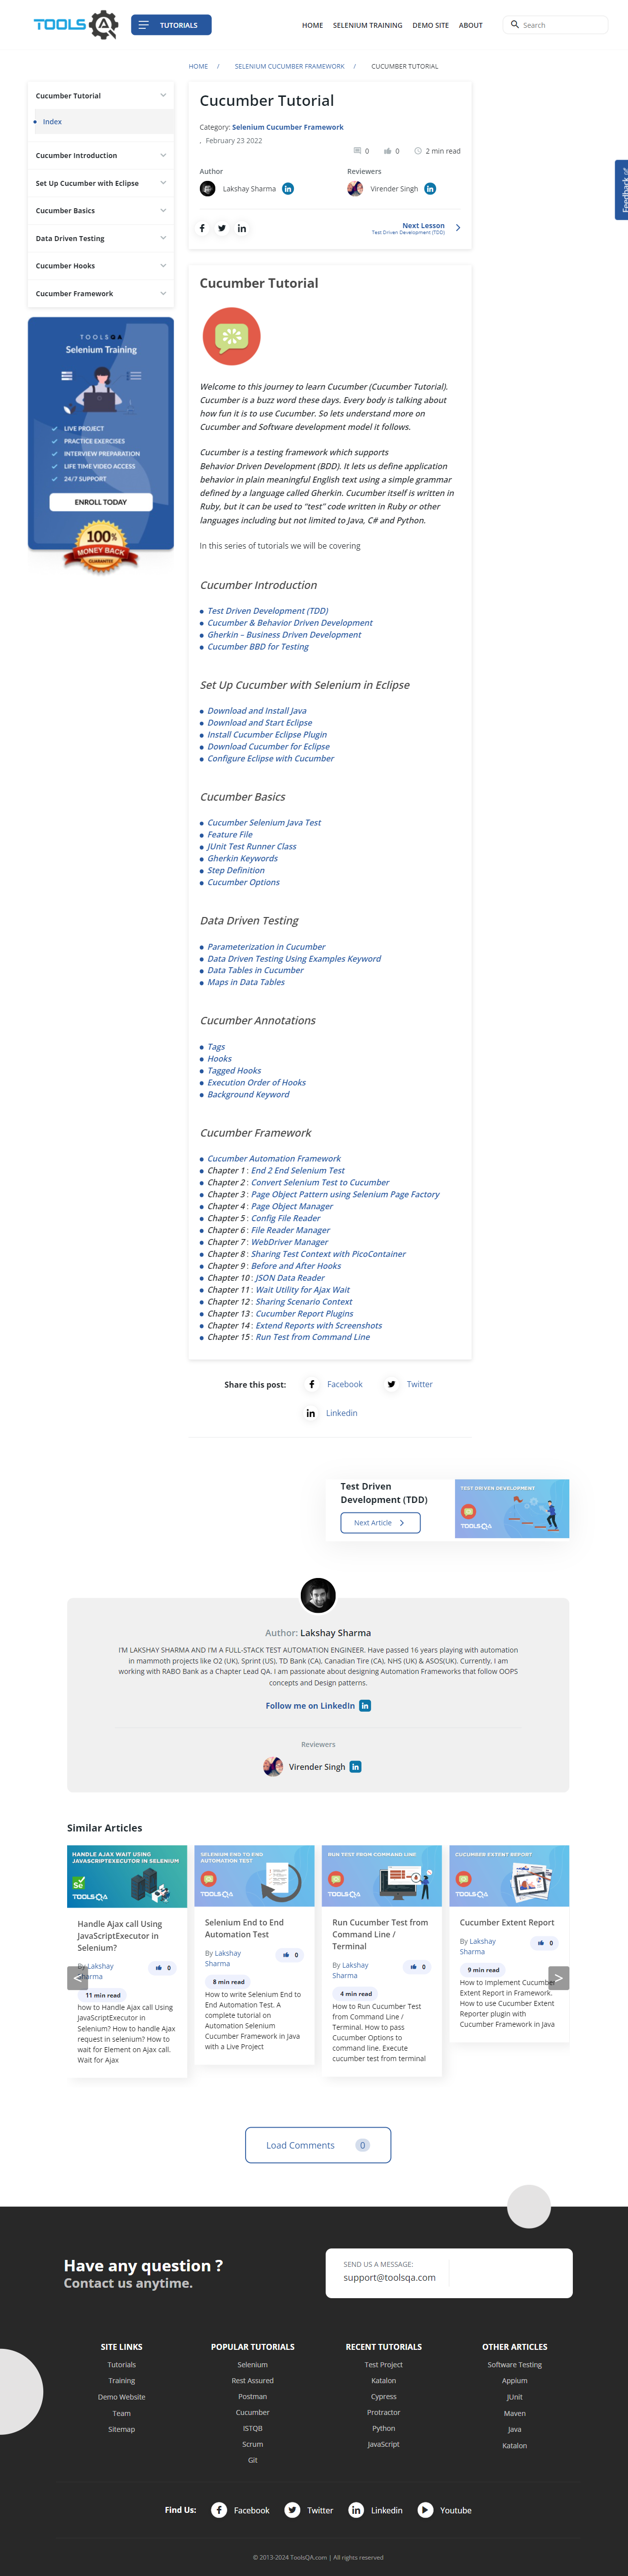 TOOLSQA
TUTORIALS
HOME
SELENIUM TRAINING
DEMO SITE
ABOUT
Search
HOME / SELENIUM CUCUMBER FRAMEWORK / CUCUMBER TUTORIAL
Cucumber Tutorial
Index
Cucumber Introduction
Set Up Cucumber with Eclipse
Cucumber Basics
Data Driven Testing
Cucumber Hooks
Cucumber Framework
TOOLSQA
Selenium Training
LIVE PROJECT
PRACTICE EXERCISES
INTERVIEW PREPARATION
LIFE TIME VIDEO ACCESS
24/7 SUPPORT
ENROLL TODAY
100%
MONEY BACK
GUARANTEE
Cucumber Tutorial
Category: Selenium Cucumber Framework
, February 23 2022
0
0
2 min read
Author
Reviewers
Lakshay Sharma
Virender Singh
Next Lesson
Test Driven Development (TDD)
Feedback
Cucumber Tutorial
Welcome to this journey to learn Cucumber (Cucumber Tutorial).
Cucumber is a buzz word these days. Every body is talking about
how fun it is to use Cucumber. So lets understand more on
Cucumber and Software development model it follows.
Cucumber is a testing framework which supports
Behavior Driven Development (BDD). It lets us define application
behavior in plain meaningful English text using a simple grammar
defined by a language called Gherkin. Cucumber itself is written in
Ruby, but it can be used to “test” code written in Ruby or other
languages including but not limited to Java, C# and Python.
In this series of tutorials we will be covering
Cucumber Introduction
Test Driven Development (TDD)
Cucumber & Behavior Driven Development
Gherkin – Business Driven Development
Cucumber BBD for Testing
Set Up Cucumber with Selenium in Eclipse
Download and Install Java
Download and Start Eclipse
Install Cucumber Eclipse Plugin
Download Cucumber for Eclipse
Configure Eclipse with Cucumber
Cucumber Basics
Cucumber Selenium Java Test
Feature File
JUnit Test Runner Class
Gherkin Keywords
Step Definition
Cucumber Options
Data Driven Testing
Parameterization in Cucumber
Data Driven Testing Using Examples Keyword
Data Tables in Cucumber
Maps in Data Tables
Cucumber Annotations
Tags
Hooks
Tagged Hooks
Execution Order of Hooks
Background Keyword
Cucumber Framework
Cucumber Automation Framework
Chapter 1 : End 2 End Selenium Test
Chapter 2 : Convert Selenium Test to Cucumber
Chapter 3 : Page Object Pattern using Selenium Page Factory
Chapter 4 : Page Object Manager
Chapter 5 : Config File Reader
Chapter 6 : File Reader Manager
Chapter 7 : WebDriver Manager
Chapter 8 : Sharing Test Context with PicoContainer
Chapter 9 : Before and After Hooks
Chapter 10 : JSON Data Reader
Chapter 11 : Wait Utility for Ajax Wait
Chapter 12 : Sharing Scenario Context
Chapter 13 : Cucumber Report Plugins
Chapter 14 : Extend Reports with Screenshots
Chapter 15 : Run Test from Command Line
Share this post:
Facebook
Twitter
Linkedin
Test Driven
Development (TDD)
Next Article
TEST DRIVEN DEVELOPMENT
TOOLSQA
Author: Lakshay Sharma
I'M LAKSHAY SHARMA AND I'M A FULL-STACK TEST AUTOMATION ENGINEER. Have passed 16 years playing with automation
in mammoth projects like O2 (UK), Sprint (US), TD Bank (CA), Canadian Tire (CA), NHS (UK) & ASOS(UK). Currently, I am
working with RABO Bank as a Chapter Lead QA. I am passionate about designing Automation Frameworks that follow OOPS
concepts and Design patterns.
Follow me on LinkedIn
Reviewers
Virender Singh
Similar Articles
HANDLE AJAX WAIT USING
JAVASCRIPTEXECUTOR IN SELENIUM
Se
TOOLSQA
Handle Ajax call Using
JavaScriptExecutor in
Selenium?
By Lakshay
Sharma
0
11 min read
how to Handle Ajax call Using
JavaScriptExecutor in
Selenium? How to handle Ajax
request in selenium? How to
wait for Element on Ajax call.
Wait for Ajax
SELENIUM END TO END
AUTOMATION TEST
TOOLSQA
Selenium End to End
Automation Test
By Lakshay
Sharma
0
8 min read
How to write Selenium End to
End Automation Test. A
complete tutorial on
Automation Selenium
Cucumber Framework in Java
with a Live Project
RUN TEST FROM COMMAND LINE
TOOLSQA
Run Cucumber Test from
Command Line /
Terminal
By Lakshay
Sharma
0
4 min read
How to Run Cucumber Test
from Command Line /
Terminal. How to pass
Cucumber Options to
command line. Execute
cucumber test from terminal
CUCUMBER EXTENT REPORT
TOOLSQA
Cucumber Extent Report
By Lakshay
Sharma
0
9 min read
How to Implement Cucumber
Extent Report in Framework.
How to use Cucumber Extent
Reporter plugin with
Cucumber Framework in Java
<
>
Load Comments 0
Have any question ?
Contact us anytime.
SEND US A MESSAGE:
support@toolsqa.com
SITE LINKS
Tutorials
Training
Demo Website
Team
Sitemap
POPULAR TUTORIALS
Selenium
Rest Assured
Postman
Cucumber
ISTQB
Scrum
Git
RECENT TUTORIALS
Test Project
Katalon
Cypress
Protractor
Python
JavaScript
OTHER ARTICLES
Software Testing
Appium
JUnit
Maven
Java
Katalon
Find Us:
Facebook
Twitter
Linkedin
Youtube
© 2013-2024 ToolsQA.com | All rights reserved